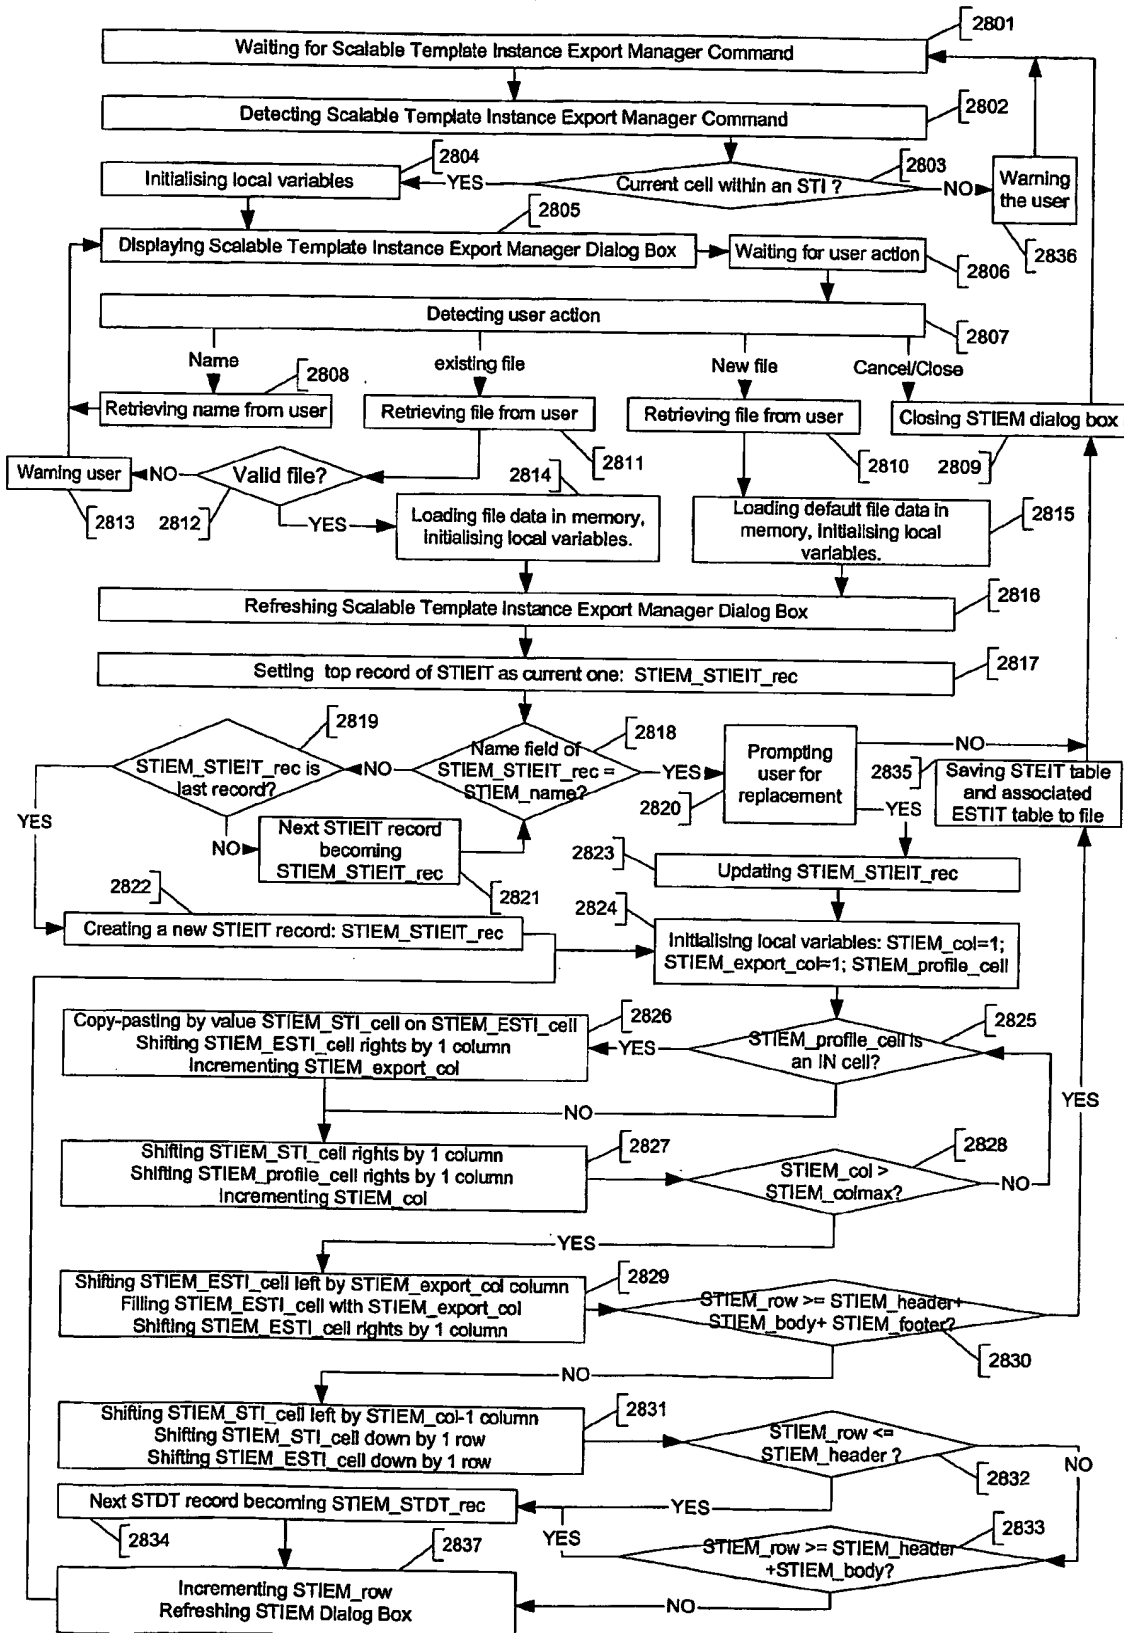 2801
Waiting for Scalable Template Instance Export Manager Command
2802
Detecting Scalable Template Instance Export Manager Command
2804
2803
Initialising local variables
YES
Current cell within an STI ?
NO
Warning
the user
2805
2836
Displaying Scalable Template Instance Export Manager Dialog Box
Waiting for user action
2806
Detecting user action
2807
Name
existing file
New file
Cancel/Close
2808
Retrieving name from user
Retrieving file from user
Retrieving file from user
Closing STIEM dialog box
2811
2810
2809
Warning user
NO
Valid file?
2814
2813
2812
YES
Loading file data in memory,
initialising local variables.
Loading default file data in
memory, initialising local
variables.
2815
Refreshing Scalable Template Instance Export Manager Dialog Box
2816
Setting top record of STIEIT as current one: STIEM_STIEIT_rec
2817
2819
2818
STIEM_STIEIT_rec is
last record?
NO
Name field of
STIEM_STIEIT_rec =
STIEM_name?
YES
Prompting
user for
replacement
NO
2835
2820
YES
Saving STEIT table
and associated
ESTIT table to file
YES
NO
Next STIEIT record
becoming
STIEM_STIEIT_rec
2821
2823
Updating STIEM_STIEIT_rec
2822
2824
Creating a new STIEIT record: STIEM_STIEIT_rec
Initialising local variables: STIEM_col=1;
STIEM_export_col=1; STIEM_profile_cell
2826
2825
Copy-pasting by value STIEM_STI_cell on STIEM_ESTI_cell
Shifting STIEM_ESTI_cell rights by 1 column
Incrementing STIEM_export_col
YES
STIEM_profile_cell is
an IN cell?
NO
YES
2827
2828
Shifting STIEM_STI_cell rights by 1 column
Shifting STIEM_profile_cell rights by 1 column
Incrementing STIEM_col
STIEM_col >
STIEM_colmax?
NO
YES
2829
Shifting STIEM_ESTI_cell left by STIEM_export_col column
Filling STIEM_ESTI_cell with STIEM_export_col
Shifting STIEM_ESTI_cell rights by 1 column
STIEM_row >= STIEM_header+
STIEM_body+ STIEM_footer?
2830
NO
2831
Shifting STIEM_STI_cell left by STIEM_col-1 column
Shifting STIEM_STI_cell down by 1 row
Shifting STIEM_ESTI_cell down by 1 row
STIEM_row <=
STIEM_header ?
2832
NO
Next STDT record becoming STIEM_STDT_rec
YES
2834
2837
YES
2833
STIEM_row >= STIEM_header
+STIEM_body?
Incrementing STIEM_row
Refreshing STIEM Dialog Box
NO